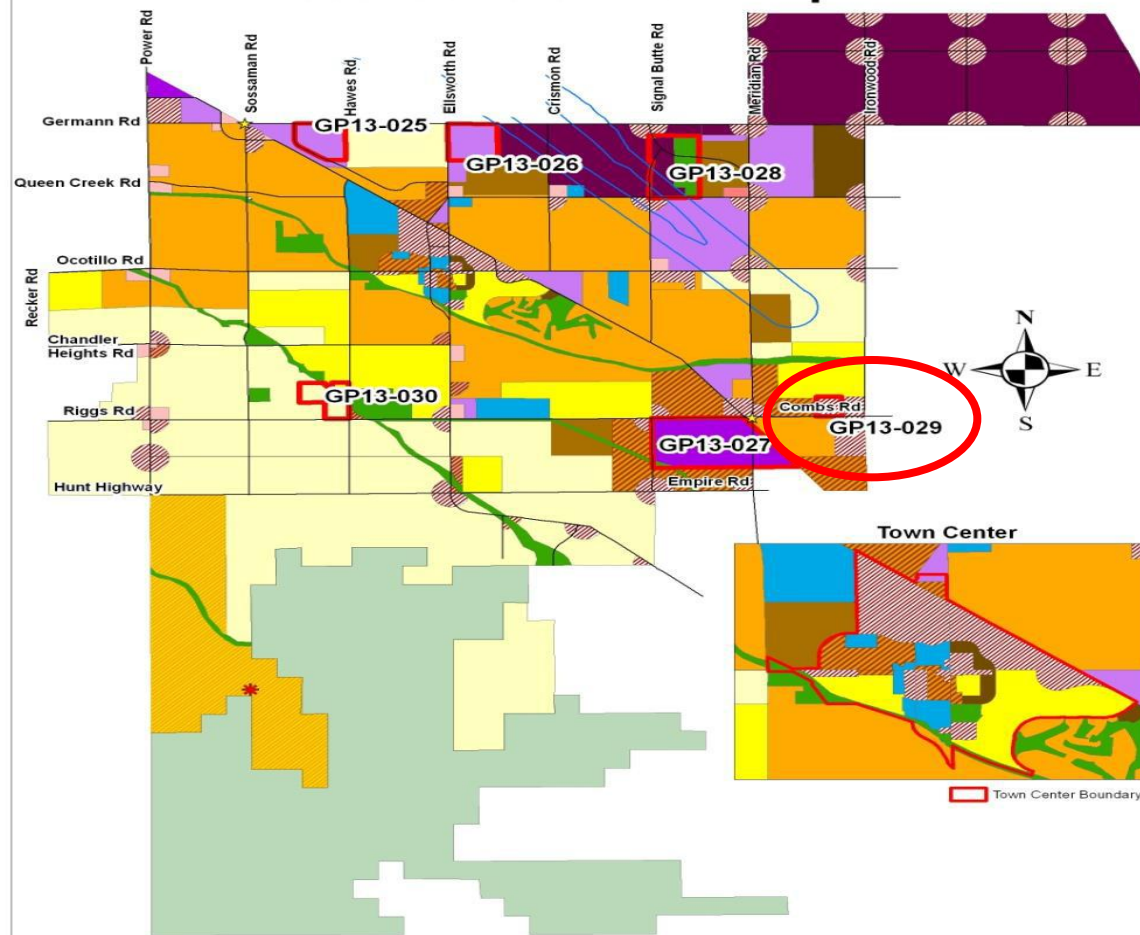 Power Rd
Sossaman Rd
Hawes Rd
Ellsworth Rd
Crismon Rd
Signal Butte Rd
Meridian Rd
Ironwood Rd
Germann Rd
GP13-025
GP13-026
GP13-028
Queen Creek Rd
Ocotillo Rd
Recker Rd
Chandler
Heights Rd
N
W
E
S
GP13-030
Riggs Rd
Combs Rd
GP13-029
GP13-027
Empire Rd
Hunt Highway
Town Center
Town Center Boundary